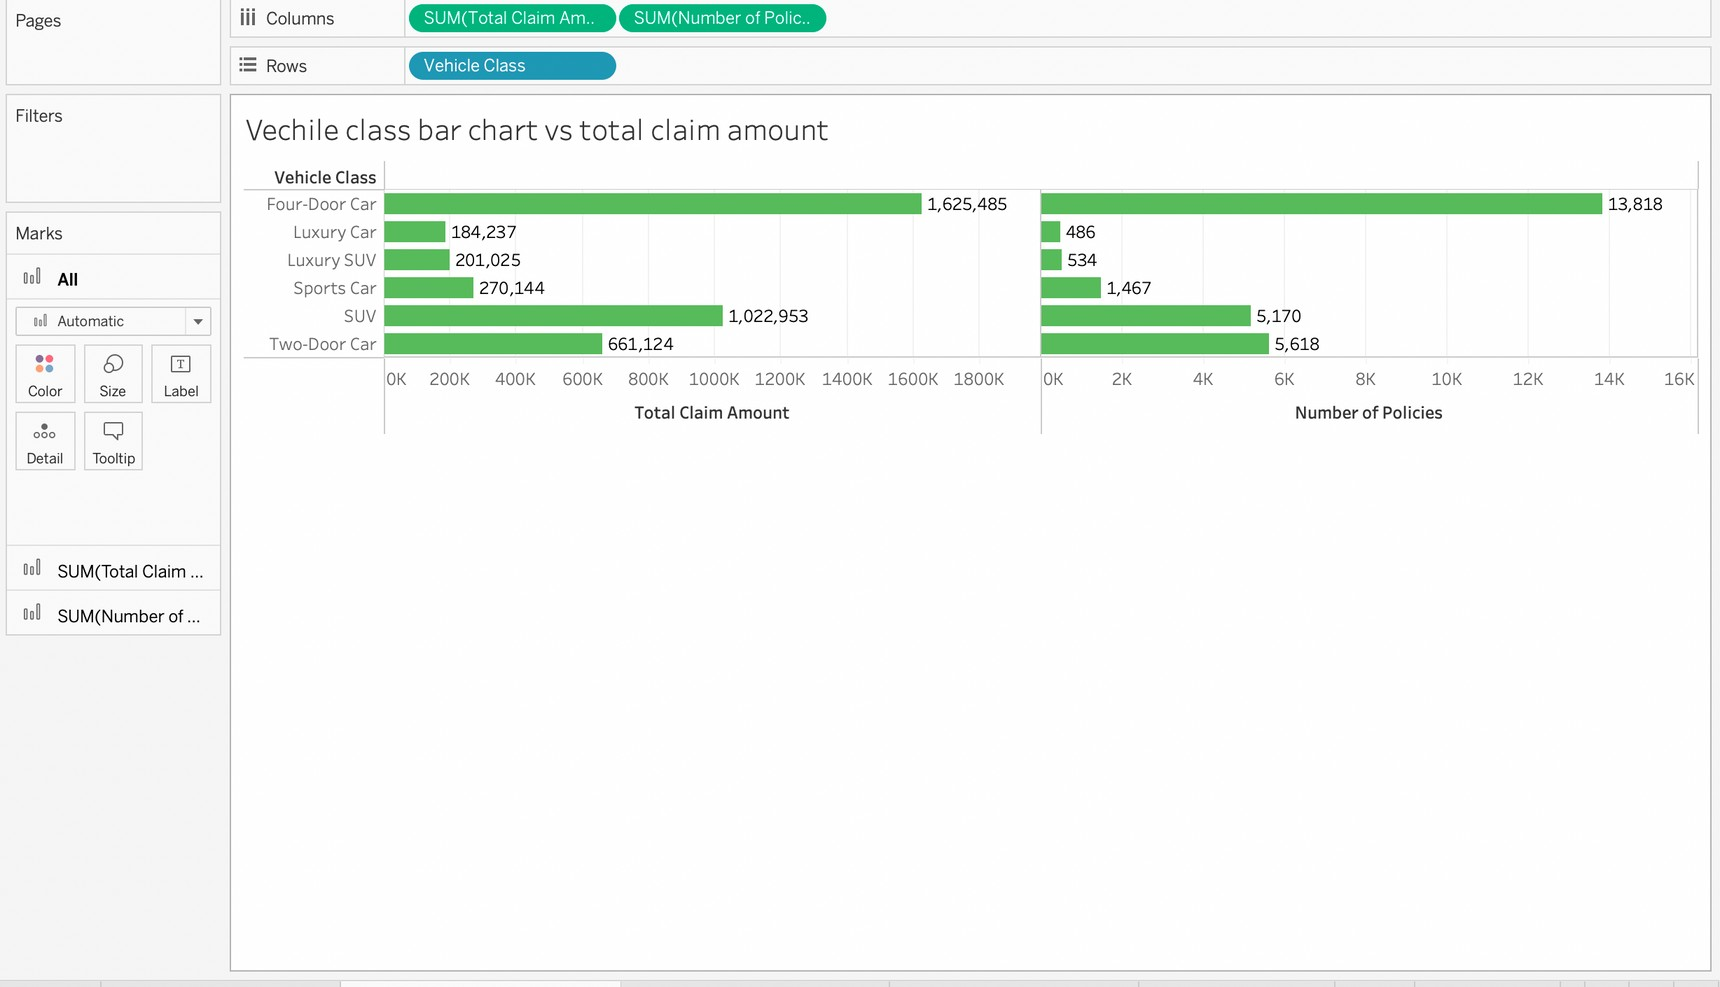 Pages
Columns
SUM(Total Claim Am.. SUM(Number of Polic..
Rows
Vehicle Class
Filters
Marks
All
Automatic
Color Size Label
Detail Tooltip
SUM(Total Claim ...
SUM(Number of ...
Vechile class bar chart vs total claim amount
Vehicle Class
Four-Door Car 1,625,485 13,818
Luxury Car 184,237 486
Luxury SUV 201,025 534
Sports Car 270,144 1,467
SUV 1,022,953 5,170
Two-Door Car 661,124 5,618
0K 200K 400K 600K 800K 1000K 1200K 1400K 1600K 1800K 0K 2K 4K 6K 8K 10K 12K 14K 16K
Total Claim Amount Number of Policies